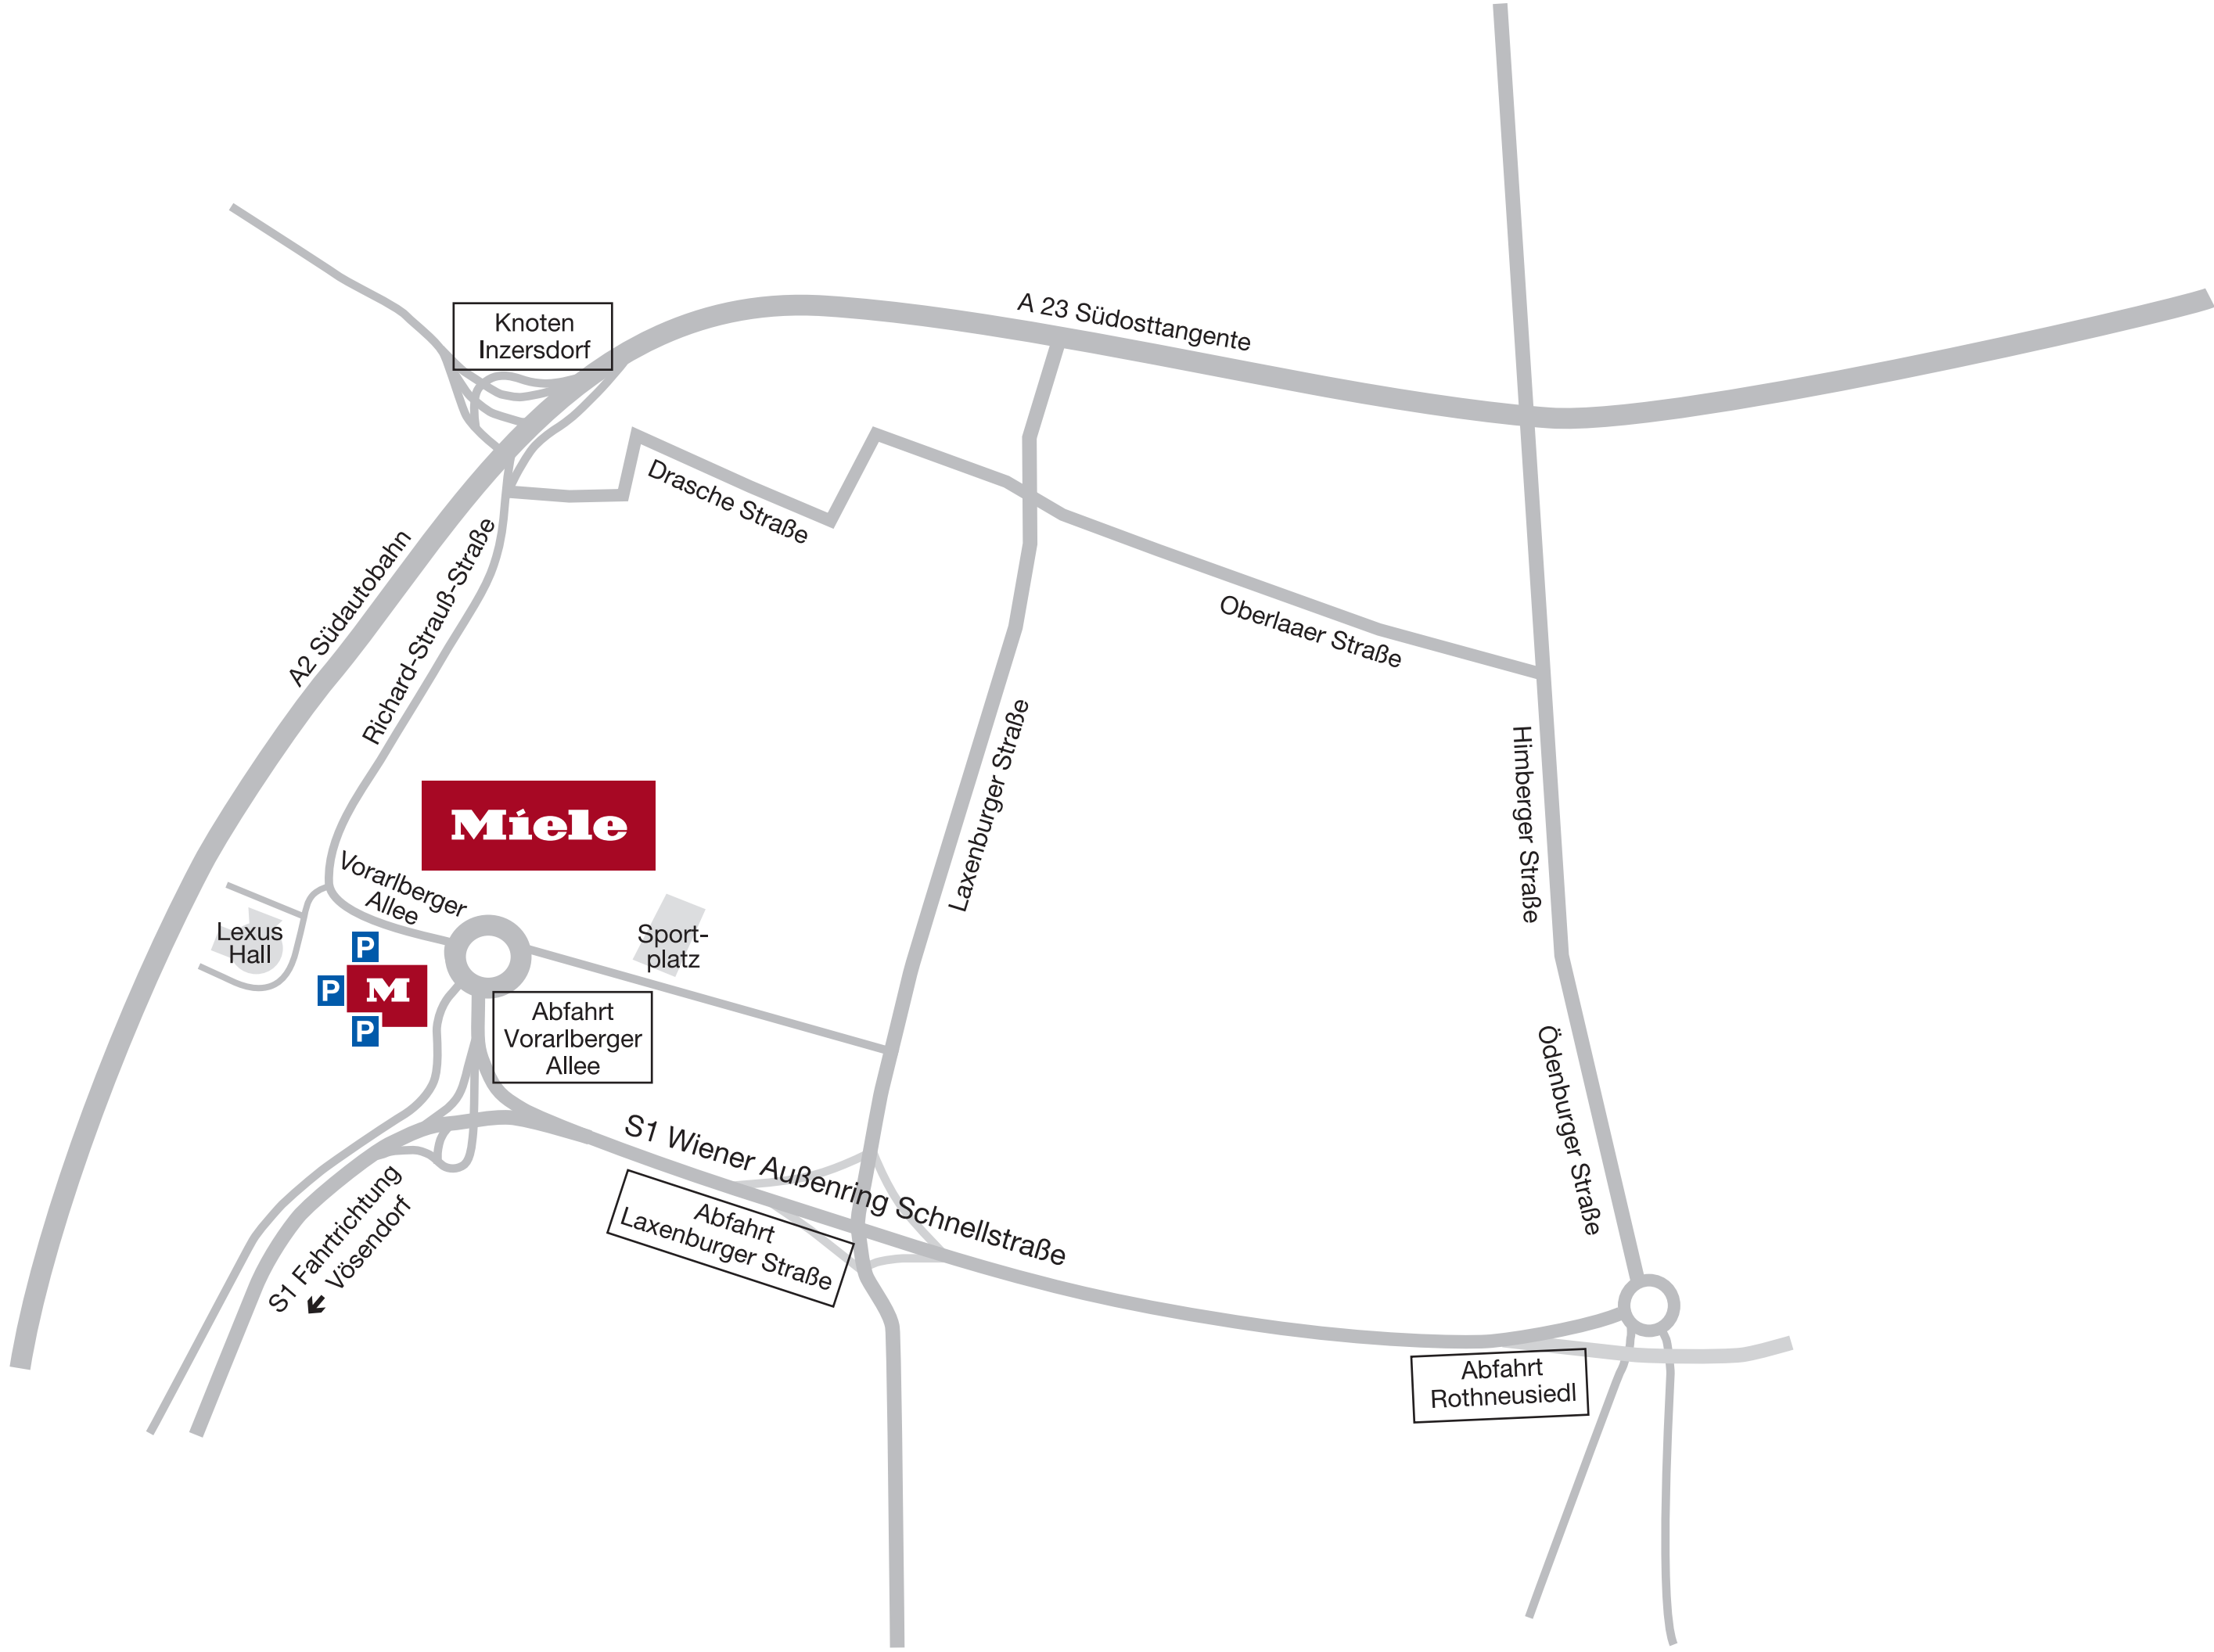 A 23 Südosttangente
Knoten
Inzersdorf
Drasche Straße
A2 Südautobahn
Richard-Strauß-Straße
Oberlaaer Straße
Laxenburger Straße
Himberger Straße
Miele
Vorarlberger
Allee
Lexus
Hall
Sport-
platz
P
P
M
P
Abfahrt
Vorarlberger
Allee
Ödenburger Straße
S1 Wiener Außenring Schnellstraße
S1 Fahrtrichtung
Vösendorf
Abfahrt
Laxenburger Straße
Abfahrt
Rothneusiedl